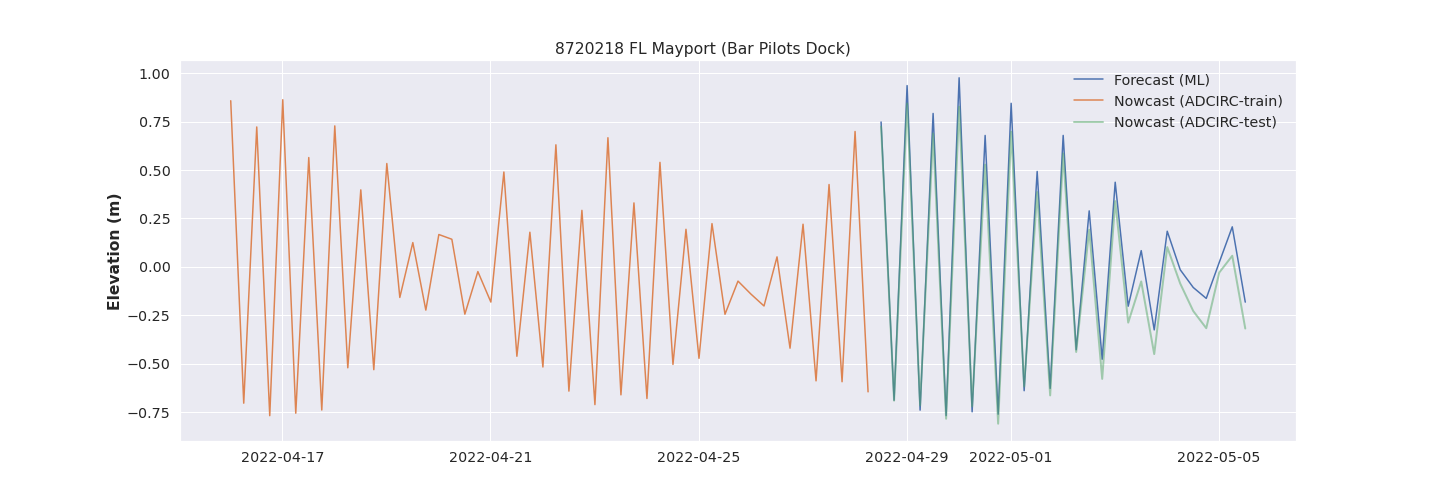 8720218 FL Mayport (Bar Pilots Dock)
Forecast (ML)
Nowcast (ADCIRC-train)
Nowcast (ADCIRC-test)
Elevation (m)
1.00
0.75
0.50
0.25
0.00
−0.25
−0.50
−0.75
2022-04-17
2022-04-21
2022-04-25
2022-04-29
2022-05-01
2022-05-05